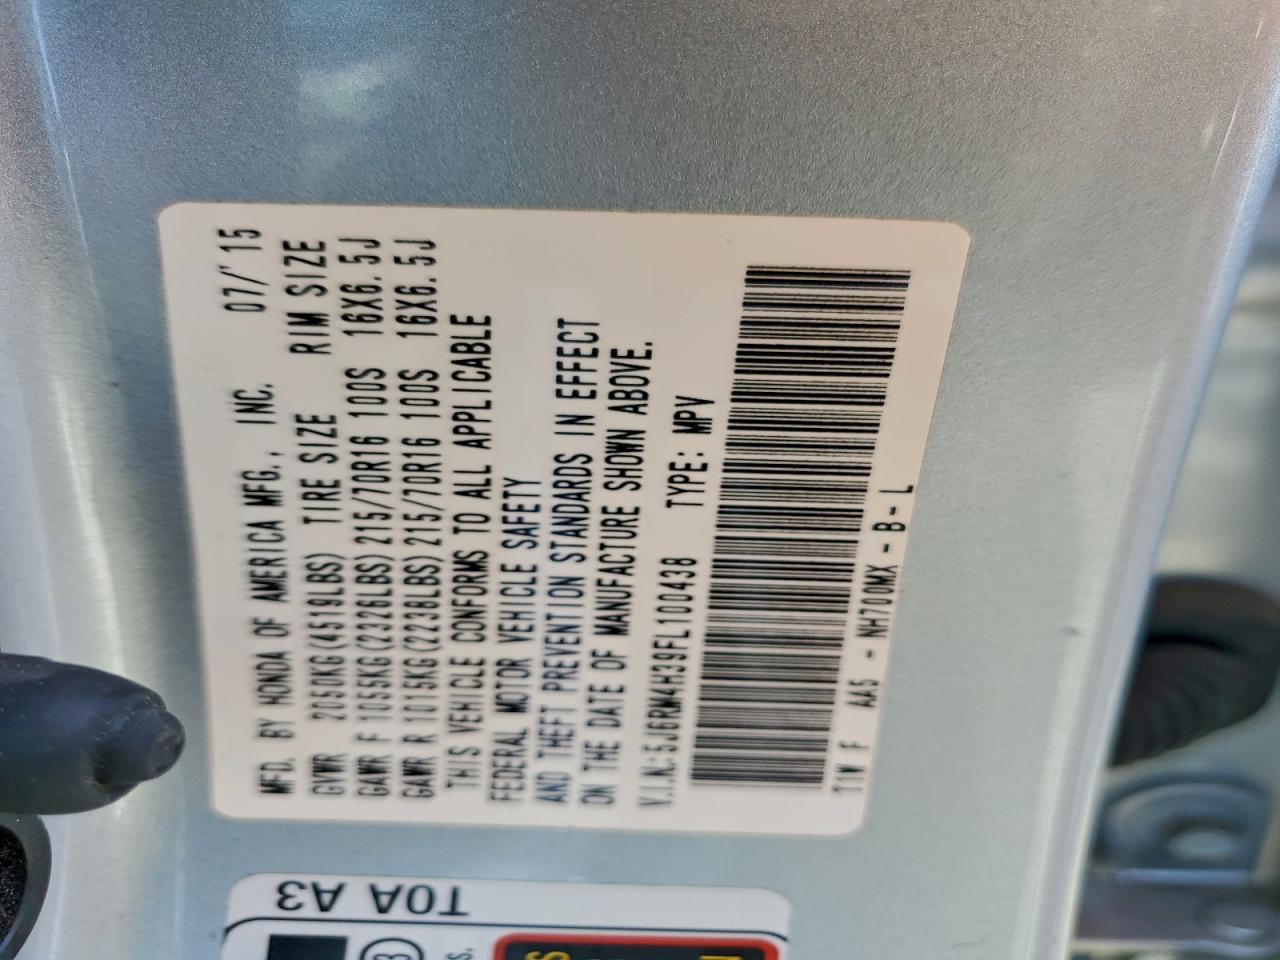 MFD. BY HONDA OF AMERICA MFG., INC. 07/'15
GVWR 2050KG(4519LBS) TIRE SIZE RIM SIZE
GAWR F 1055KG(2326LBS) 215/70R16 100S 16X6.5J
GAWR R 1015KG(2238LBS) 215/70R16 100S 16X6.5J
THIS VEHICLE CONFORMS TO ALL APPLICABLE
FEDERAL MOTOR VEHICLE SAFETY
AND THEFT PREVENTION STANDARDS IN EFFECT
ON THE DATE OF MANUFACTURE SHOWN ABOVE.
V.I.N:5J6RM4H39FL100438 TYPE: MPV
T1W F AA5 - NH700MX - B - L
T0A A3